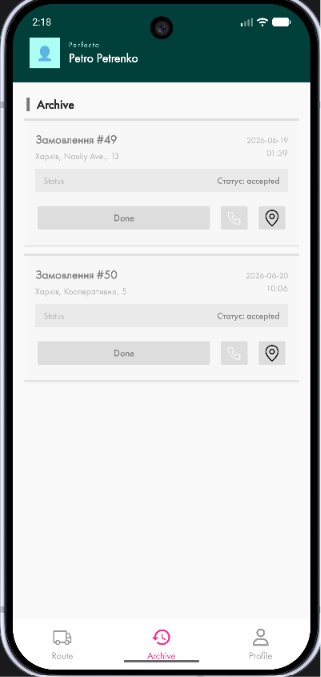 2:18
Perfecto
Petro Petrenko
Archive
Замовлення #49
2026-06-19
Харків, Nouky Ave., 13
01:39
Status
Статус: accepted
Done
Замовлення #50
2026-06-20
Харків, Кооперативна, 5
10:06
Status
Статус: accepted
Done
Route
Archive
Profile